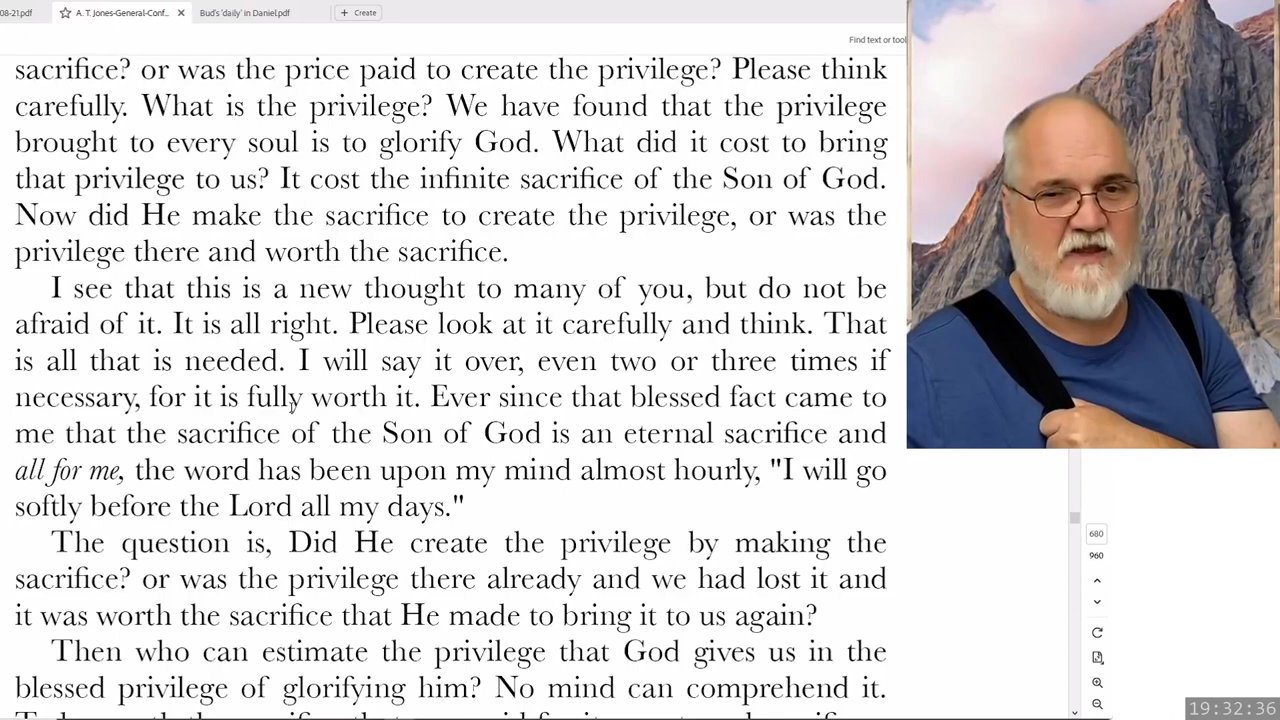 08-21.pdf
A. T. Jones-General-Conf...
Bud's 'daily' in Daniel.pdf
Create
Find text or tool
sacrifice? or was the price paid to create the privilege? Please think
carefully. What is the privilege? We have found that the privilege
brought to every soul is to glorify God. What did it cost to bring
that privilege to us? It cost the infinite sacrifice of the Son of God.
Now did He make the sacrifice to create the privilege, or was the
privilege there and worth the sacrifice.
I see that this is a new thought to many of you, but do not be
afraid of it. It is all right. Please look at it carefully and think. That
is all that is needed. I will say it over, even two or three times if
necessary, for it is fully worth it. Ever since that blessed fact came to
me that the sacrifice of the Son of God is an eternal sacrifice and
all for me, the word has been upon my mind almost hourly, "I will go
softly before the Lord all my days."
The question is, Did He create the privilege by making the
sacrifice? or was the privilege there already and we had lost it and
it was worth the sacrifice that He made to bring it to us again?
Then who can estimate the privilege that God gives us in the
blessed privilege of glorifying him? No mind can comprehend it.
680
960
19:32:36